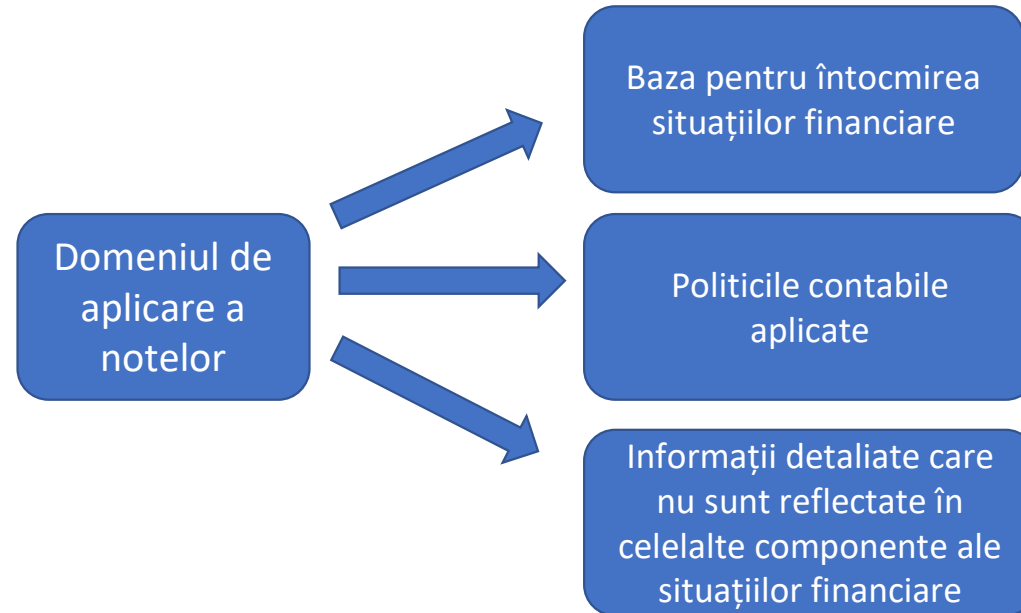 Baza pentru întocmirea
situațiilor financiare
Domeniul de
aplicare a
notelor
Politicile contabile
aplicate
Informații detaliate care
nu sunt reflectate în
celelalte componente ale
situațiilor financiare